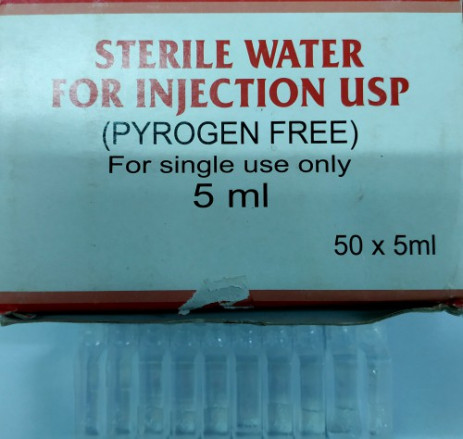 STERILE WATER
FOR INJECTION USP
(PYROGEN FREE)
For single use only
5 ml
50 x 5ml